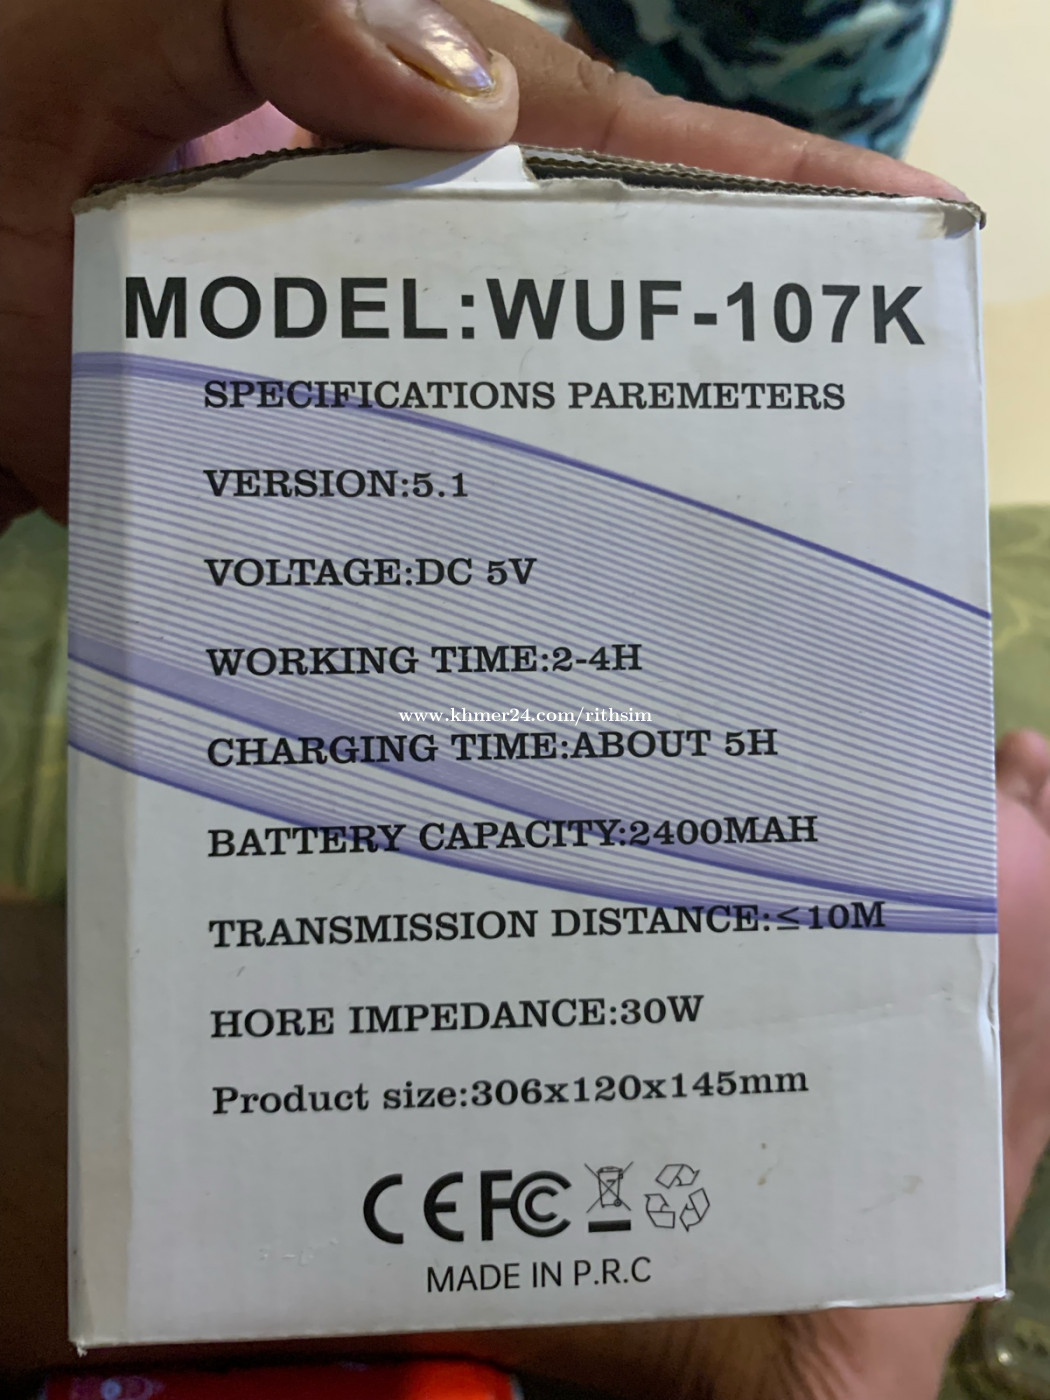 MODEL:WUF-107K
SPECIFICATIONS PAREMETERS
VERSION:5.1
VOLTAGE:DC 5V
WORKING TIME:2-4H
www.khmer24.com/rithsim
CHARGING TIME:ABOUT 5H
BATTERY CAPACITY:2400MAH
TRANSMISSION DISTANCE:≤10M
HORE IMPEDANCE:30W
Product size:306x120x145mm
CE FC
MADE IN P.R.C